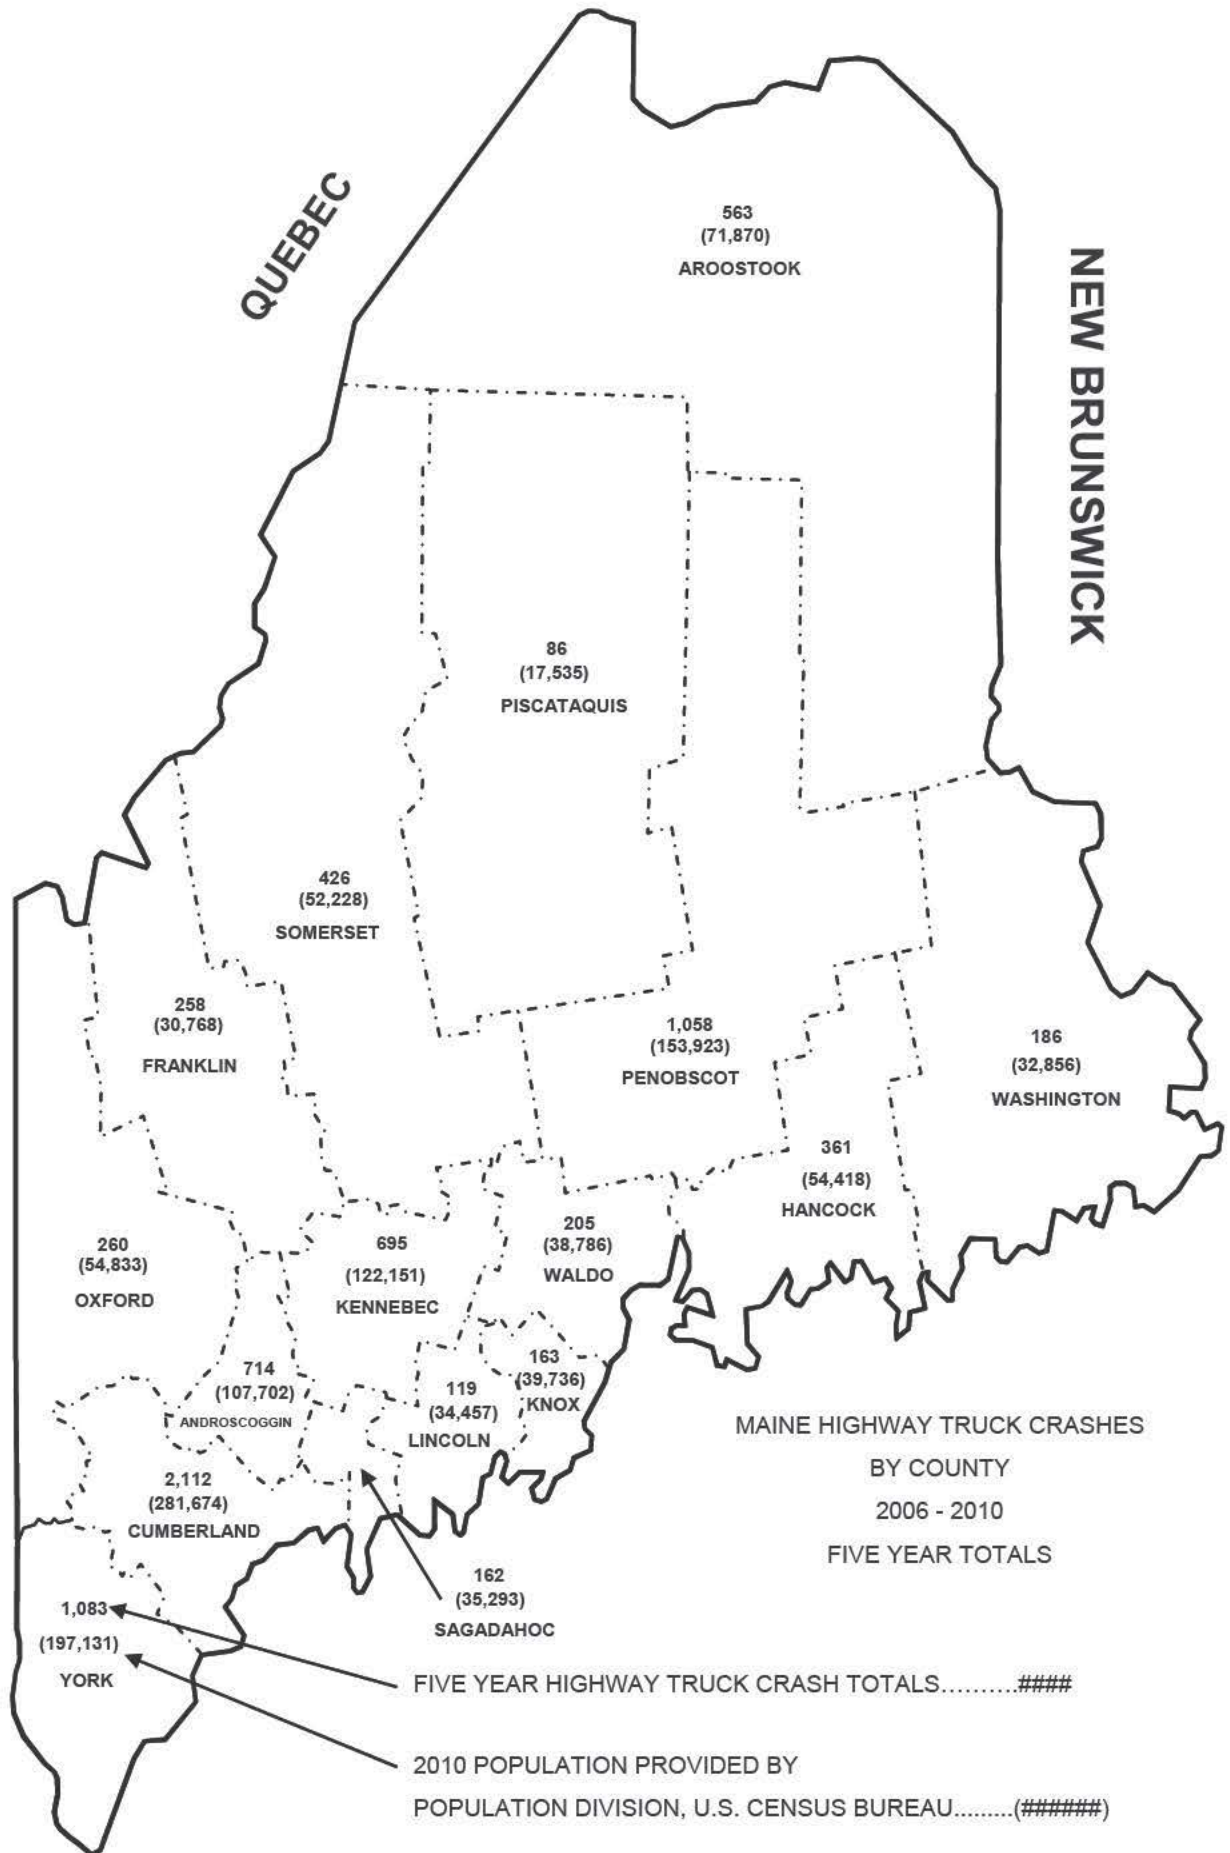 QUEBEC
NEW BRUNSWICK
563
(71,870)
AROOSTOOK
86
(17,535)
PISCATAQUIS
426
(52,228)
SOMERSET
258
(30,768)
FRANKLIN
1,058
(153,923)
PENOBSCOT
186
(32,856)
WASHINGTON
361
(54,418)
HANCOCK
205
(38,786)
WALDO
260
(54,833)
OXFORD
695
(122,151)
KENNEBEC
163
(39,736)
KNOX
714
(107,702)
ANDROSCOGGIN
119
(34,457)
LINCOLN
2,112
(281,674)
CUMBERLAND
162
(35,293)
SAGADAHOC
1,083
(197,131)
YORK
MAINE HIGHWAY TRUCK CRASHES
BY COUNTY
2006 - 2010
FIVE YEAR TOTALS
FIVE YEAR HIGHWAY TRUCK CRASH TOTALS..........####
2010 POPULATION PROVIDED BY
POPULATION DIVISION, U.S. CENSUS BUREAU.........(######)